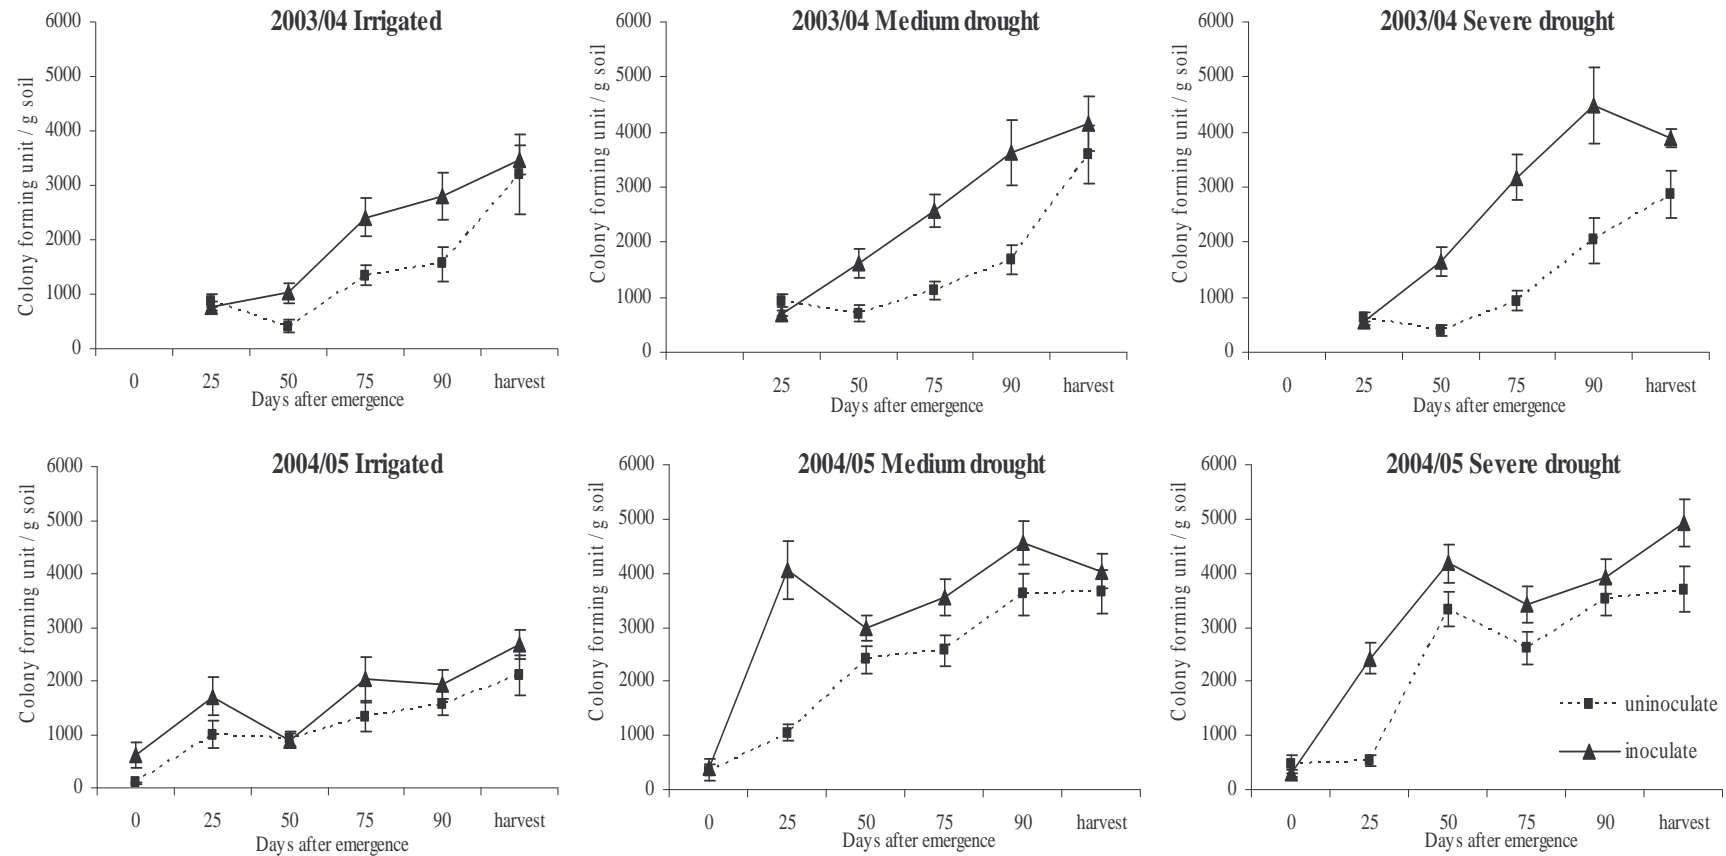 2003/04 Irrigated
Colony forming unit / g soil
6000
5000
4000
3000
2000
1000
0
0 25 50 75 90 harvest
Days after emergence
2003/04 Medium drought
Colony forming unit / g soil
6000
5000
4000
3000
2000
1000
0
25 50 75 90 harvest
Days after emergence
2003/04 Severe drought
Colony forming unit / g soil
6000
5000
4000
3000
2000
1000
0
0 25 50 75 90 harvest
Days after emergence
2004/05 Irrigated
Colony forming unit / g soil
6000
5000
4000
3000
2000
1000
0
0 25 50 75 90 harvest
Days after emergence
2004/05 Medium drought
Colony forming unit / g soil
6000
5000
4000
3000
2000
1000
0
0 25 50 75 90 harvest
Days after emergence
2004/05 Severe drought
Colony forming unit / g soil
6000
5000
4000
3000
2000
1000
0
0 25 50 75 90 harvest
Days after emergence
uninoculate
inoculate